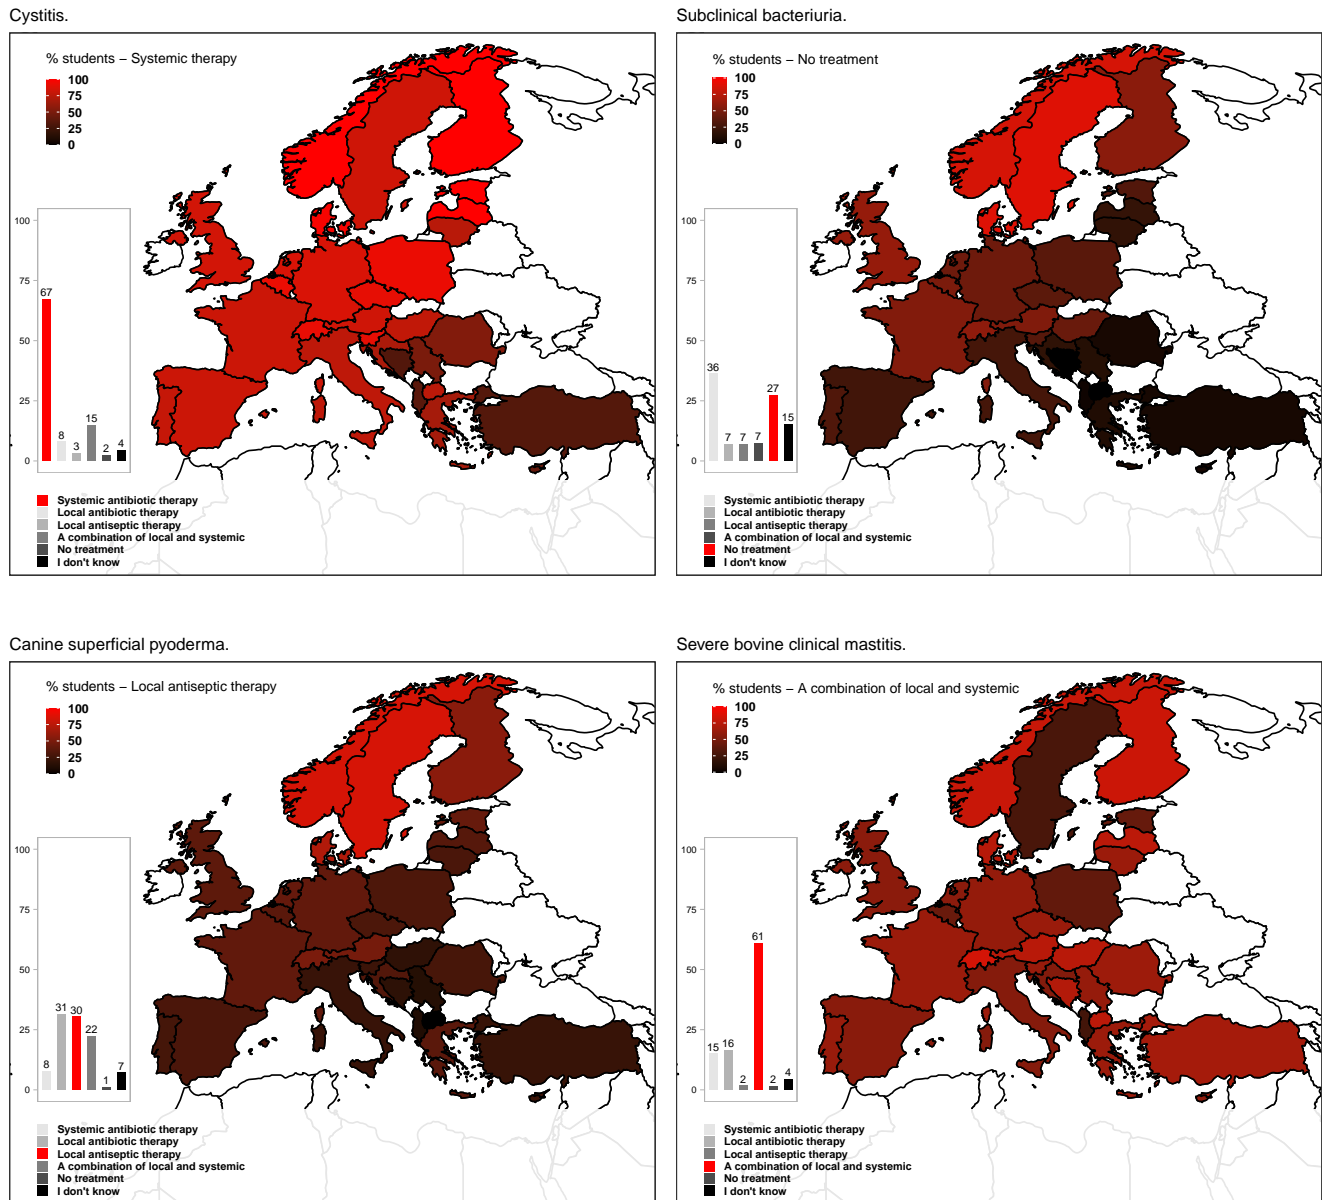 Cystitis.
% students – Systemic therapy
100
75
50
25
0
100
75
50
25
0
67
8
3
15
2
4
Systemic antibiotic therapy
Local antibiotic therapy
Local antiseptic therapy
A combination of local and systemic
No treatment
I don't know
Subclinical bacteriuria.
% students – No treatment
100
75
50
25
0
100
75
50
25
0
36
7
7
7
27
15
Systemic antibiotic therapy
Local antibiotic therapy
Local antiseptic therapy
A combination of local and systemic
No treatment
I don't know
Canine superficial pyoderma.
% students – Local antiseptic therapy
100
75
50
25
0
100
75
50
25
0
8
31
30
22
1
7
Systemic antibiotic therapy
Local antibiotic therapy
Local antiseptic therapy
A combination of local and systemic
No treatment
I don't know
Severe bovine clinical mastitis.
% students – A combination of local and systemic
100
75
50
25
0
100
75
50
25
0
15
16
2
61
2
4
Systemic antibiotic therapy
Local antibiotic therapy
Local antiseptic therapy
A combination of local and systemic
No treatment
I don't know